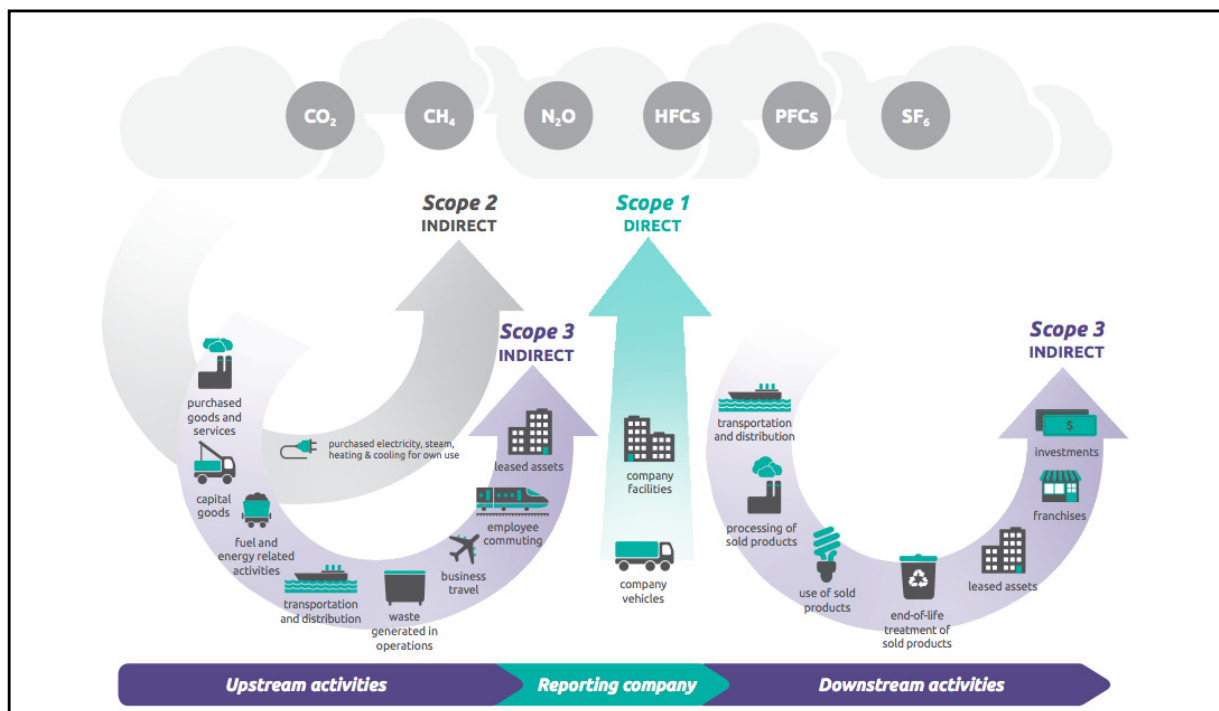 CO₂
CH₄
N₂O
HFCs
PFCs
SF₆
Scope 2
INDIRECT
Scope 1
DIRECT
Scope 3
INDIRECT
Scope 3
INDIRECT
purchased
goods and
services
capital
goods
fuel and
energy related
activities
transportation
and distribution
waste
generated in
operations
business
travel
employee
commuting
leased assets
purchased electricity, steam,
heating & cooling for own use
company
facilities
company
vehicles
transportation
and distribution
processing of
sold products
use of sold
products
end-of-life
treatment of
sold products
leased assets
franchises
$
investments
Upstream activities
Reporting company
Downstream activities